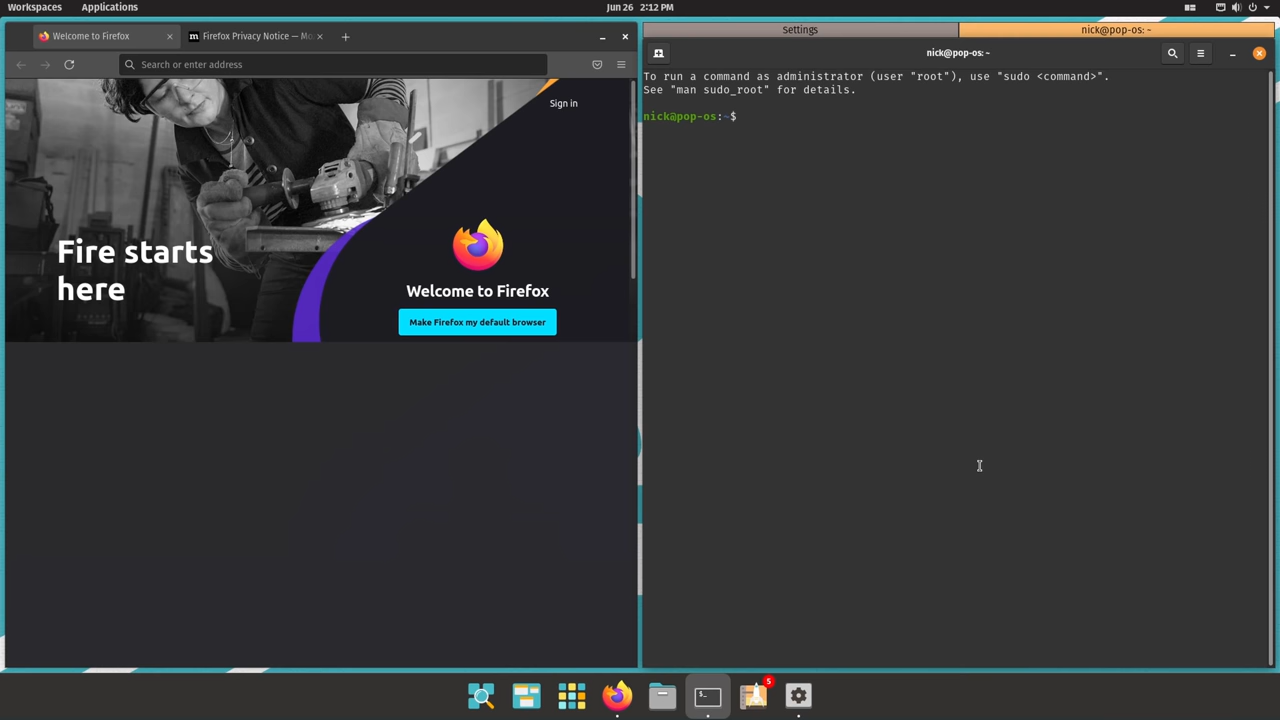 Workspaces Applications Jun 26 2:12 PM
Welcome to Firefox Firefox Privacy Notice — Mo
Search or enter address
Sign in
Fire starts
here
Welcome to Firefox
Make Firefox my default browser
Settings nick@pop-os: ~
nick@pop-os: ~
To run a command as administrator (user "root"), use "sudo <command>".
See "man sudo_root" for details.
nick@pop-os:~$
5